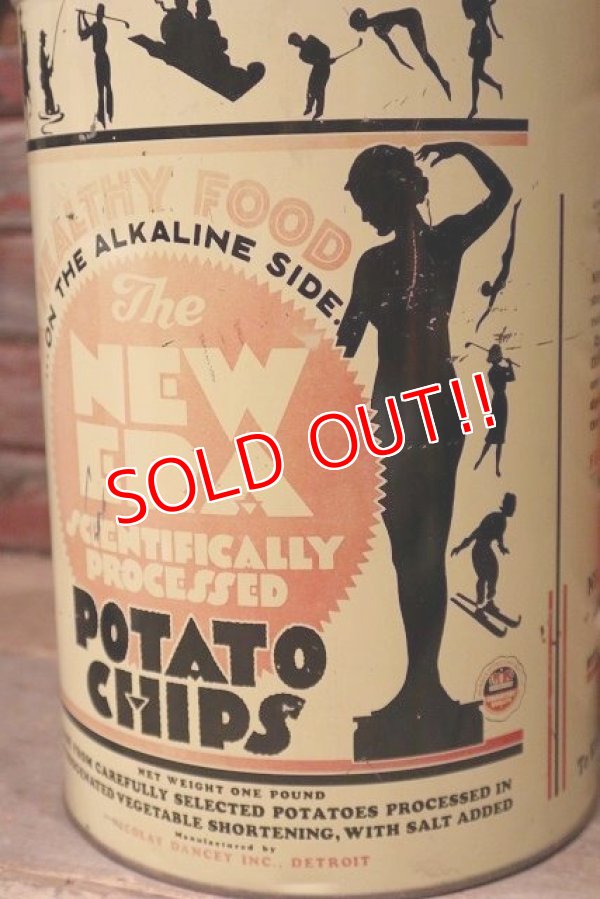 HEALTHY FOOD
ON THE ALKALINE SIDE.
The
NEW
ERA
SCIENTIFICALLY
PROCESSED
POTATO
CHIPS
SOLD OUT!!
NET WEIGHT ONE POUND
FROM CAREFULLY SELECTED POTATOES PROCESSED IN
VEGETABLE SHORTENING, WITH SALT ADDED
Manufactured by
NICOLAY DANCEY INC., DETROIT